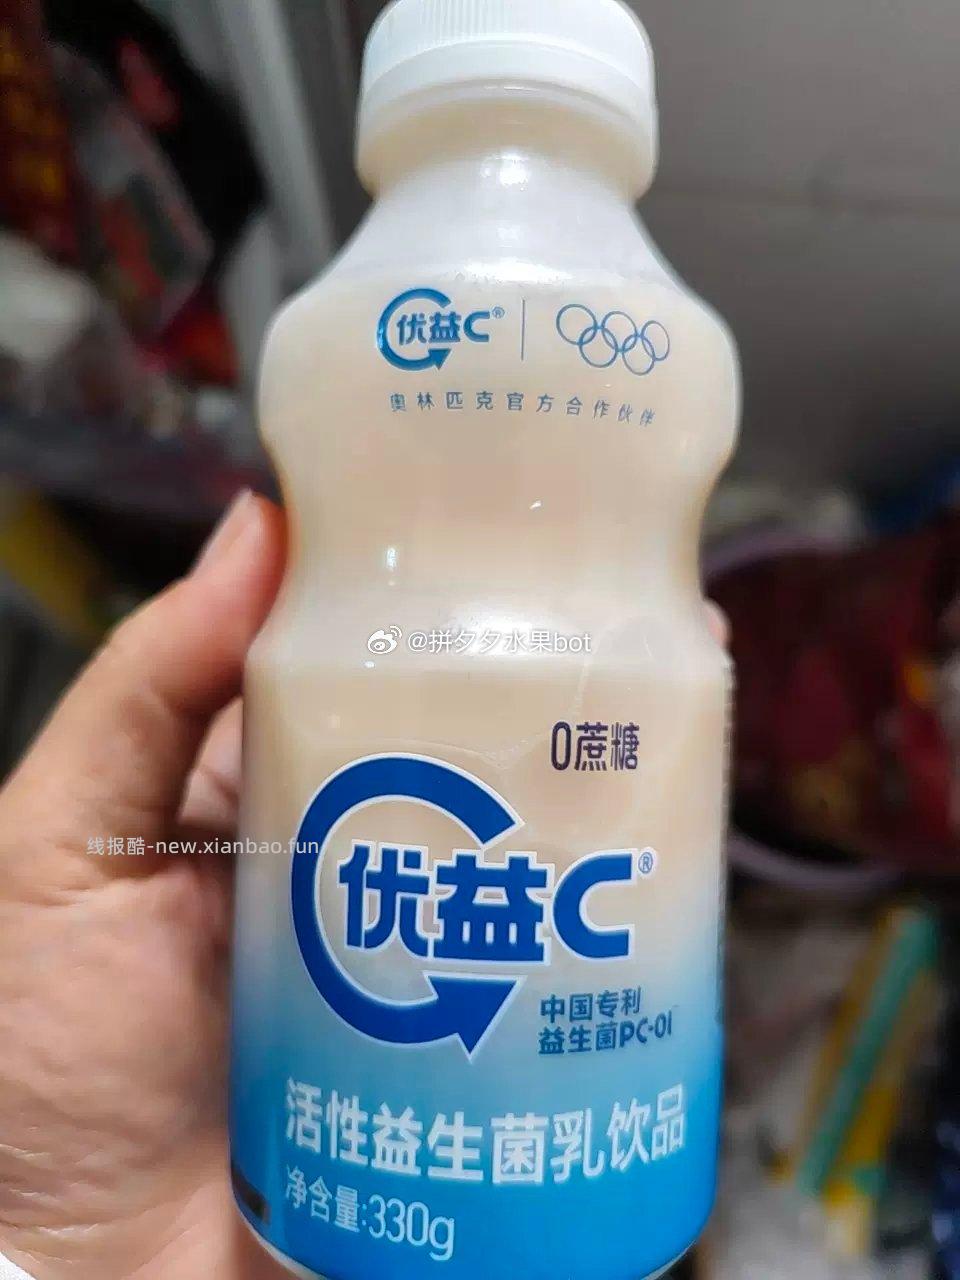 优益C®
奥林匹克官方合作伙伴
@拼夕夕水果bot
0蔗糖
线报酷-new.xianbao.fun
优益C®
中国专利
益生菌PC-01
活性益生菌乳饮品
净含量:330g